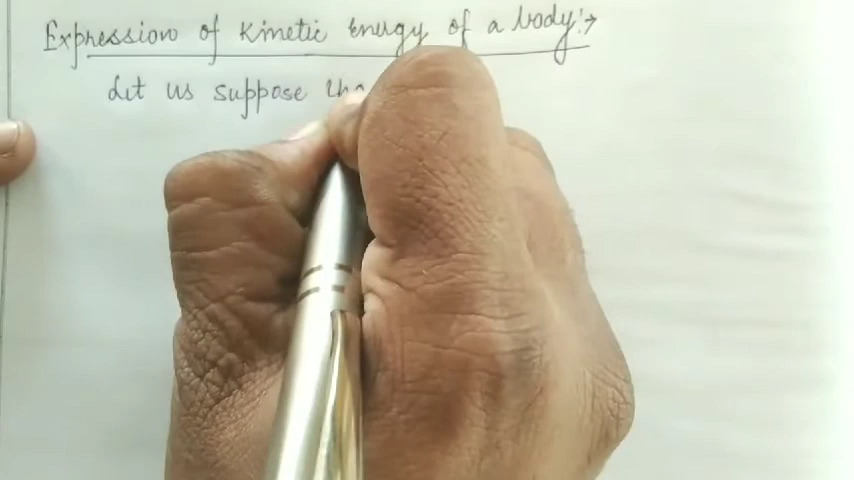 Expression of kinetic energy of a body:→
Let us suppose